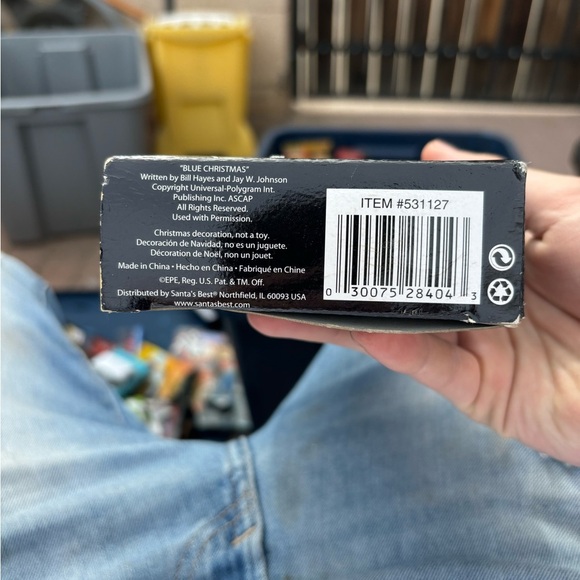 "BLUE CHRISTMAS"
Written by Bill Hayes and Jay W. Johnson
Copyright Universal-Polygram Int.
Publishing Inc. ASCAP
All Rights Reserved.
Used with Permission.
Christmas decoration, not a toy.
Decoración de Navidad, no es un juguete.
Décoration de Noël, non un jouet.
Made in China • Hecho en China • Fabriqué en Chine
©EPE, Reg. U.S. Pat. & TM. Off.
Distributed by Santa's Best® Northfield, IL 60093 USA
www.santasbest.com
ITEM #531127
0 30075 28404 3